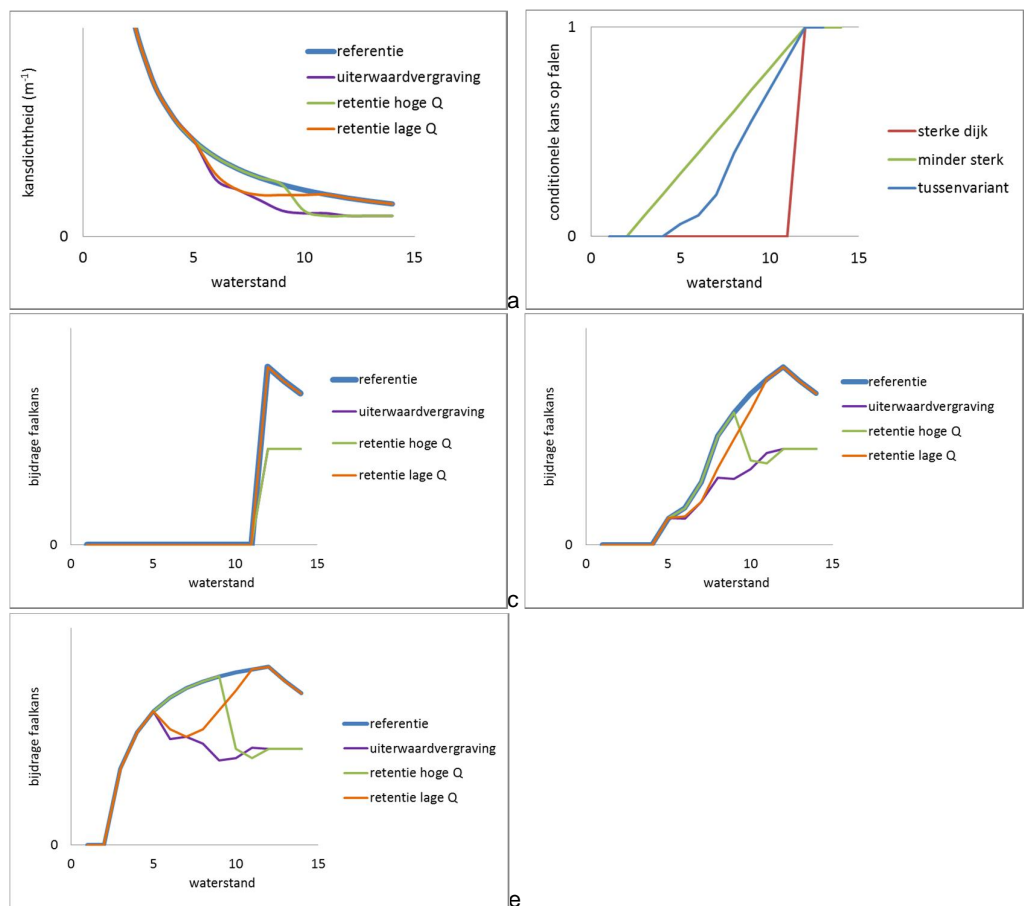 kansdichtheid (m-1)
0
0
5
10
15
waterstand
referentie
uiterwaardvergraving
retentie hoge Q
retentie lage Q
a
conditionele kans op falen
1
0
0
5
10
15
waterstand
sterke dijk
minder sterk
tussenvariant
bijdrage faalkans
0
0
5
10
15
waterstand
referentie
uiterwaardvergraving
retentie hoge Q
retentie lage Q
c
bijdrage faalkans
0
0
5
10
15
waterstand
referentie
uiterwaardvergraving
retentie hoge Q
retentie lage Q
bijdrage faalkans
0
0
5
10
15
waterstand
referentie
uiterwaardvergraving
retentie hoge Q
retentie lage Q
e